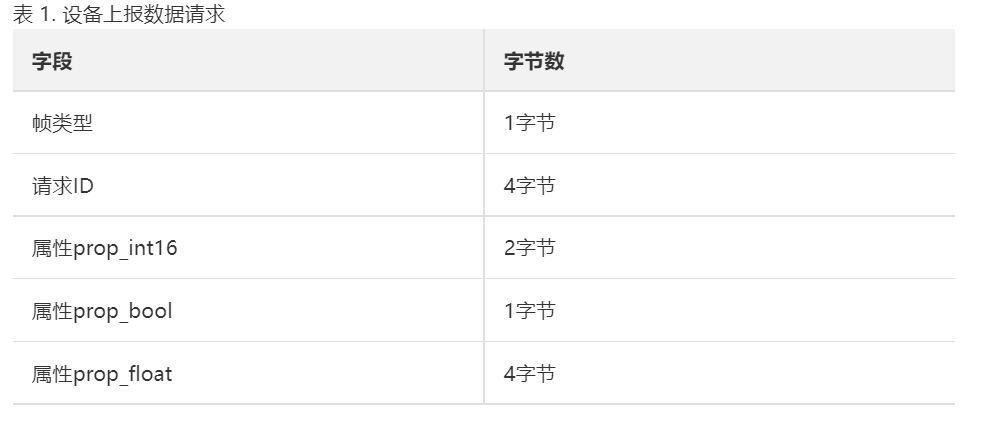 表 1. 设备上报数据请求
字段 字节数
帧类型 1字节
请求ID 4字节
属性prop_int16 2字节
属性prop_bool 1字节
属性prop_float 4字节